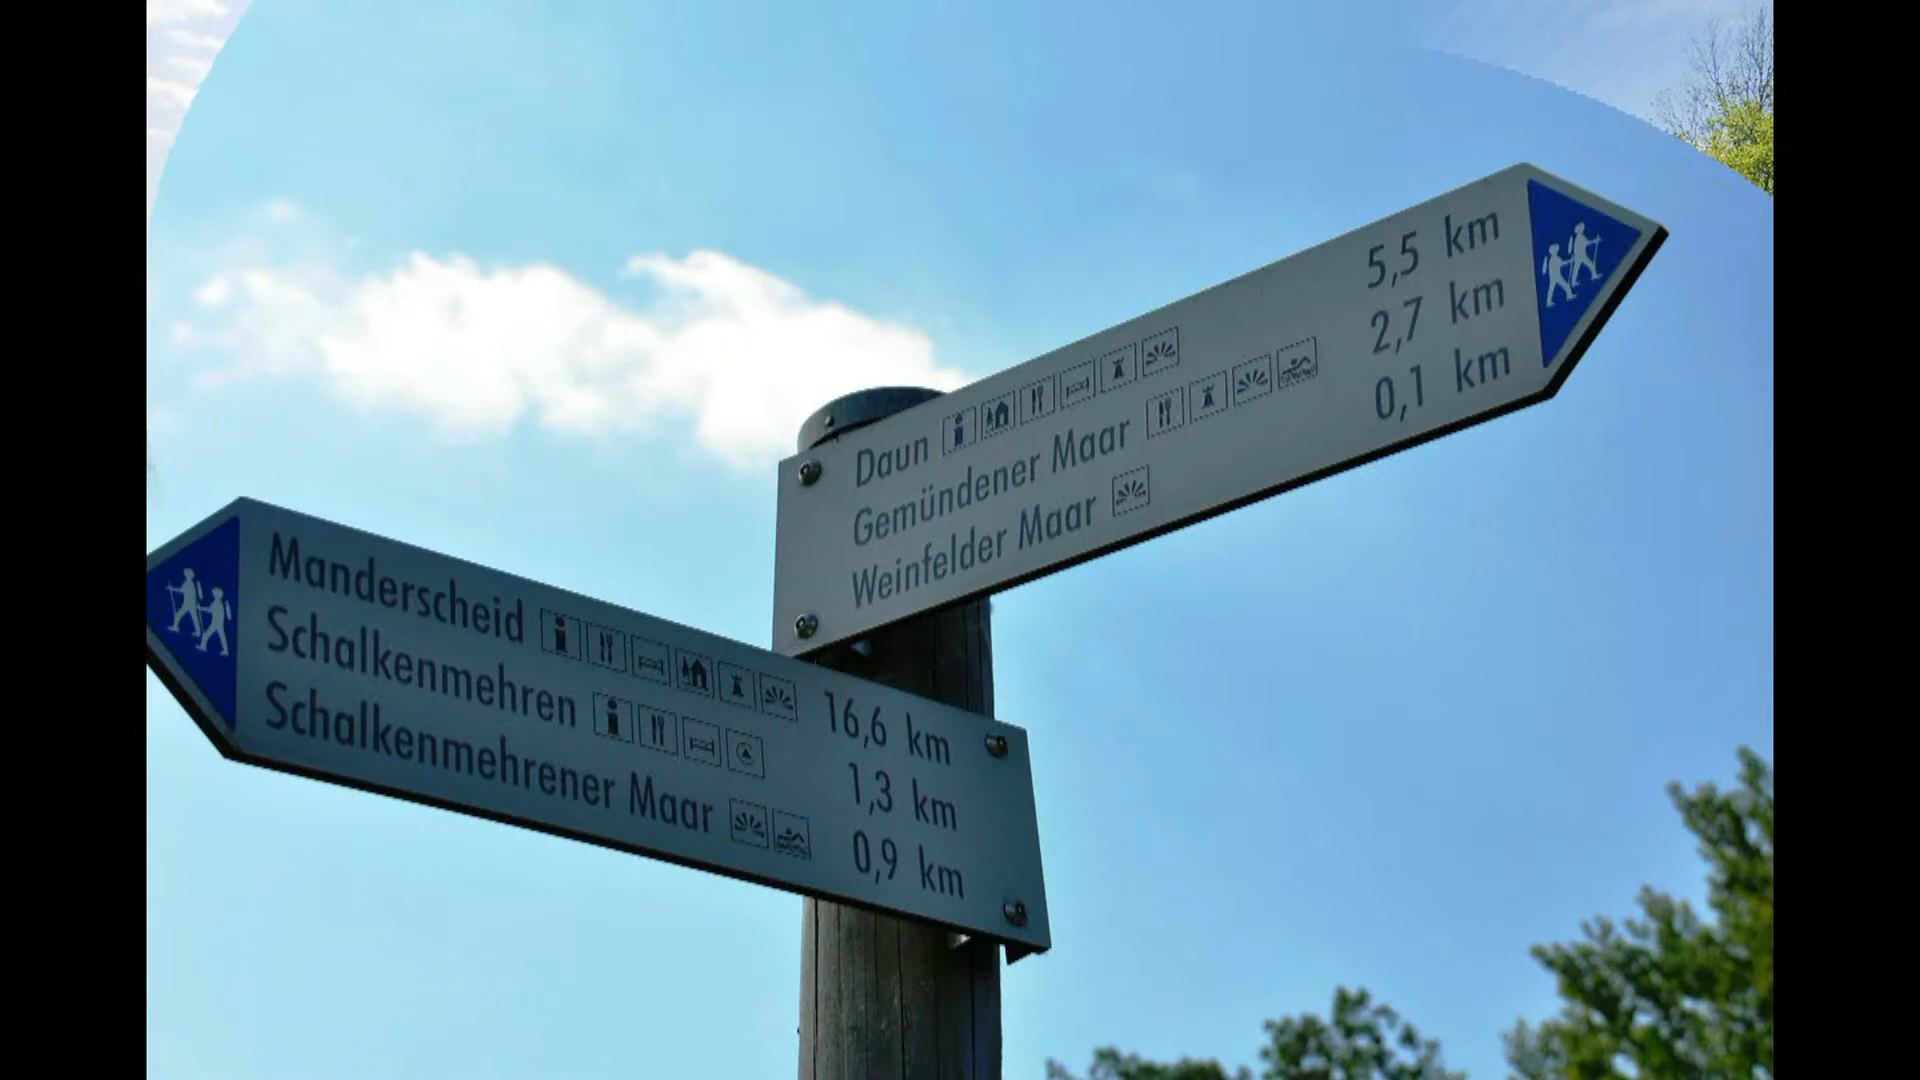 Daun 5,5 km
Gemündener Maar 2,7 km
Weinfelder Maar 0,1 km
Manderscheid 16,6 km
Schalkenmehren 1,3 km
Schalkenmehrener Maar 0,9 km